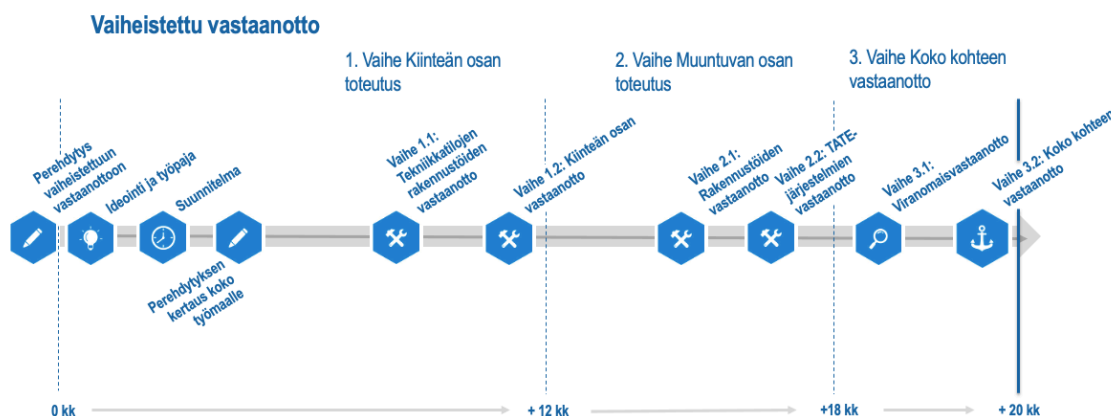 Vaiheistettu vastaanotto
1. Vaihe Kiinteän osan
toteutus
2. Vaihe Muuntuvan osan
toteutus
3. Vaihe Koko kohteen
vastaanotto
Perehdytys
vaiheistettuun
vastaanottoon
Ideointi ja työpaja
Suunnitelma
Perehdytyksen
kertaus koko
työmaalle
Vaihe 1.1:
Tekniikkatilojen
rakennustöiden
vastaanotto
Vaihe 1.2: Kiinteän osan
vastaanotto
Vaihe 2.1:
Rakennustöiden
vastaanotto
Vaihe 2.2: TATE-
järjestelmien
vastaanotto
Vaihe 3.1:
Viranomaisvastaanotto
Vaihe 3.2: Koko kohteen
vastaanotto
0 kk
+ 12 kk
+18 kk
+ 20 kk